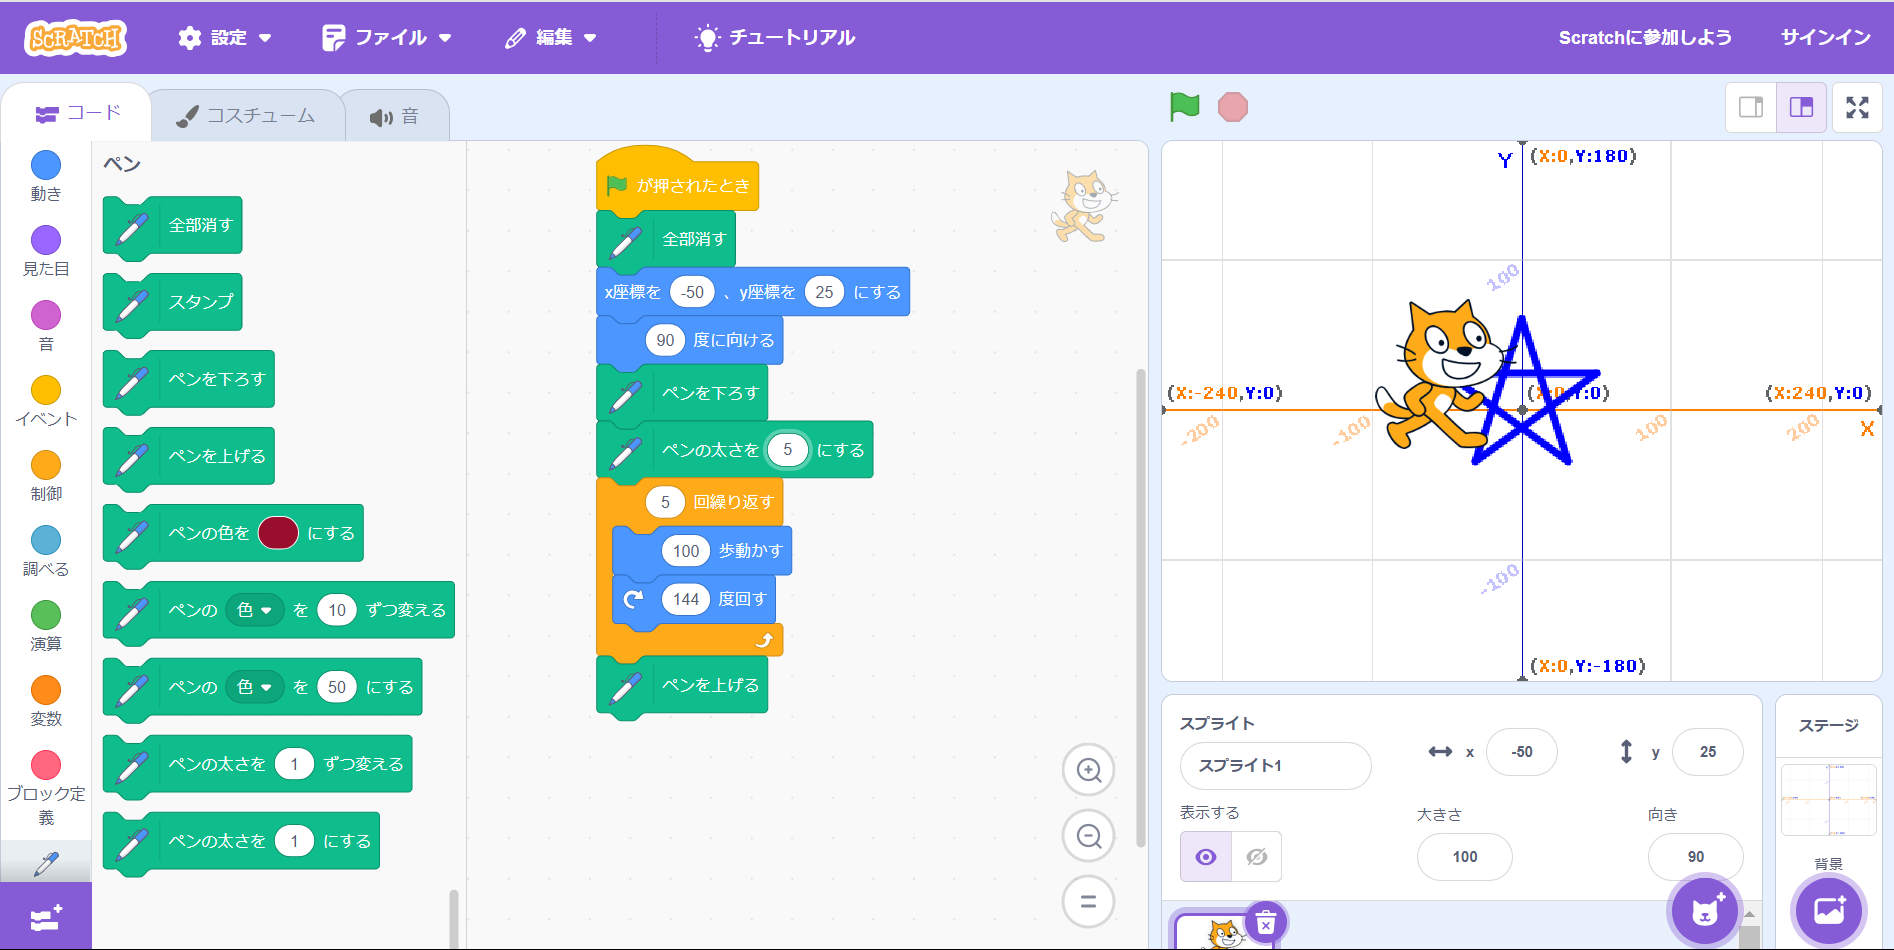 SCRATCH 設定 ファイル 編集 チュートリアル Scratchに参加しよう サインイン
コード コスチューム 音
動き
見た目
音
イベント
制御
調べる
演算
変数
ブロック定
義
ペン
全部消す
スタンプ
ペンを下ろす
ペンを上げる
ペンの色を にする
ペンの 色 を 10 ずつ変える
ペンの 色 を 50 にする
ペンの太さを 1 ずつ変える
ペンの太さを 1 にする
が押されたとき
全部消す
x座標を -50 、y座標を 25 にする
90 度に向ける
ペンを下ろす
ペンの太さを 5 にする
5 回繰り返す
100 歩動かす
144 度回す
ペンを上げる
Y (X:0,Y:180)
100
(X:-240,Y:0) (X:0,Y:0) (X:240,Y:0)
-200 -100 100 200 X
-100
(X:0,Y:-180)
スプライト
スプライト1 x -50 y 25
表示する 大きさ 向き
100 90
ステージ
背景